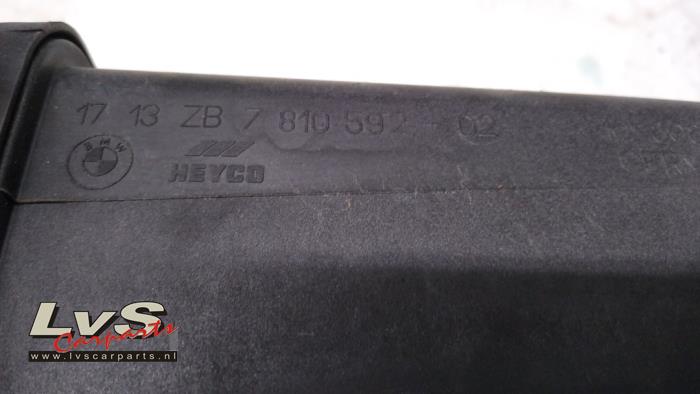 17 13 ZB 7 810 592-02
BMW
HEYCO
LvS
Carparts
www.lvscarparts.nl